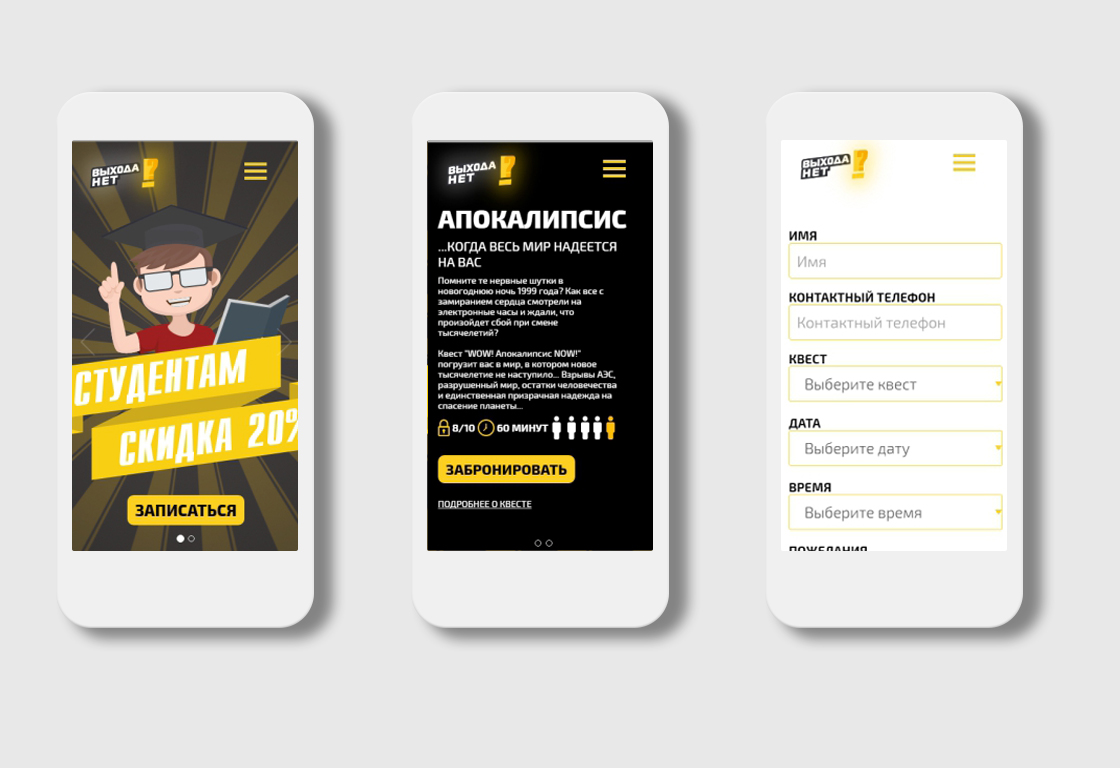 ВЫХОДА
НЕТ
СТУДЕНТАМ
СКИДКА 20%
ЗАПИСАТЬСЯ
ВЫХОДА
НЕТ
АПОКАЛИПСИС
...КОГДА ВЕСЬ МИР НАДЕЕТСЯ
НА ВАС
Помните те нервные шутки в
новогоднюю ночь 1999 года? Как все с
замиранием сердца смотрели на
электронные часы и ждали, что
произойдет сбой при смене
тысячелетий?
Квест "WOW! Апокалипсис NOW!"
погрузит вас в мир, в котором новое
тысячелетие не наступило... Взрывы АЭС,
разрушенный мир, остатки человечества
и единственная призрачная надежда на
спасение планеты...
8/10 60 МИНУТ
ЗАБРОНИРОВАТЬ
ПОДРОБНЕЕ О КВЕСТЕ
ВЫХОДА
НЕТ
ИМЯ
Имя
КОНТАКТНЫЙ ТЕЛЕФОН
Контактный телефон
КВЕСТ
Выберите квест
ДАТА
Выберите дату
ВРЕМЯ
Выберите время
ПОЖЕЛАНИЯ